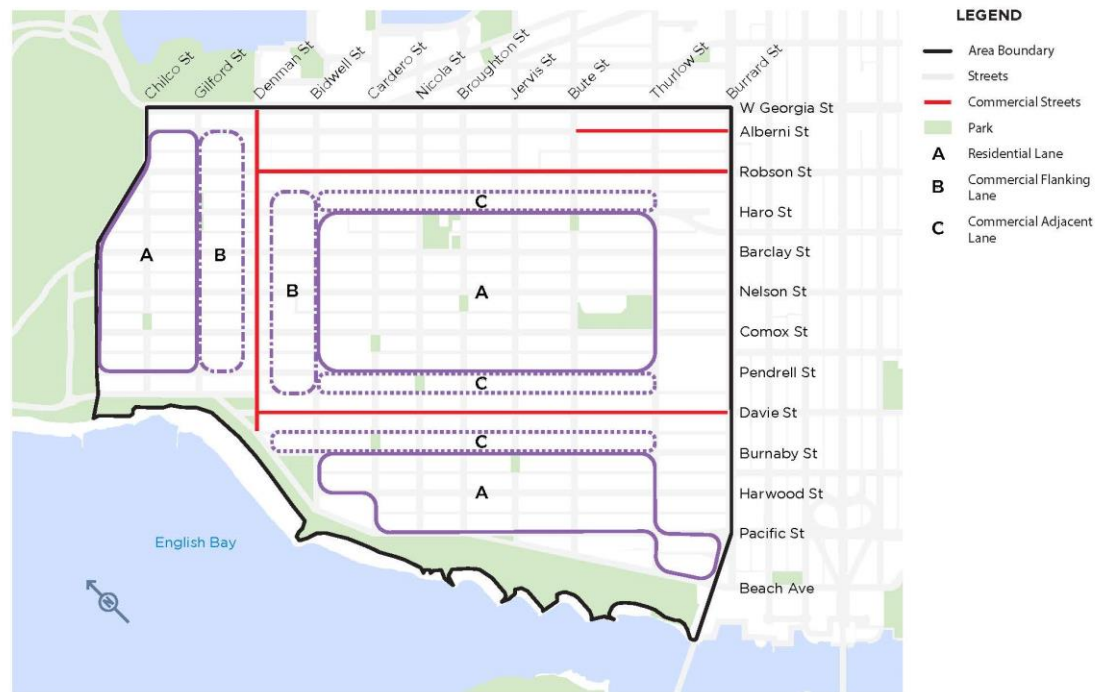 LEGEND
Area Boundary
Streets
Commercial Streets
Park
A Residential Lane
B Commercial Flanking
Lane
C Commercial Adjacent
Lane
Chilco St
Gilford St
Denman St
Bidwell St
Cardero St
Nicola St
Broughton St
Jervis St
Bute St
Thurlow St
Burrard St
W Georgia St
Alberni St
Robson St
C
Haro St
A
B
B
A
Barclay St
Nelson St
Comox St
Pendrell St
C
Davie St
C
Burnaby St
A
Harwood St
Pacific St
English Bay
Beach Ave
N